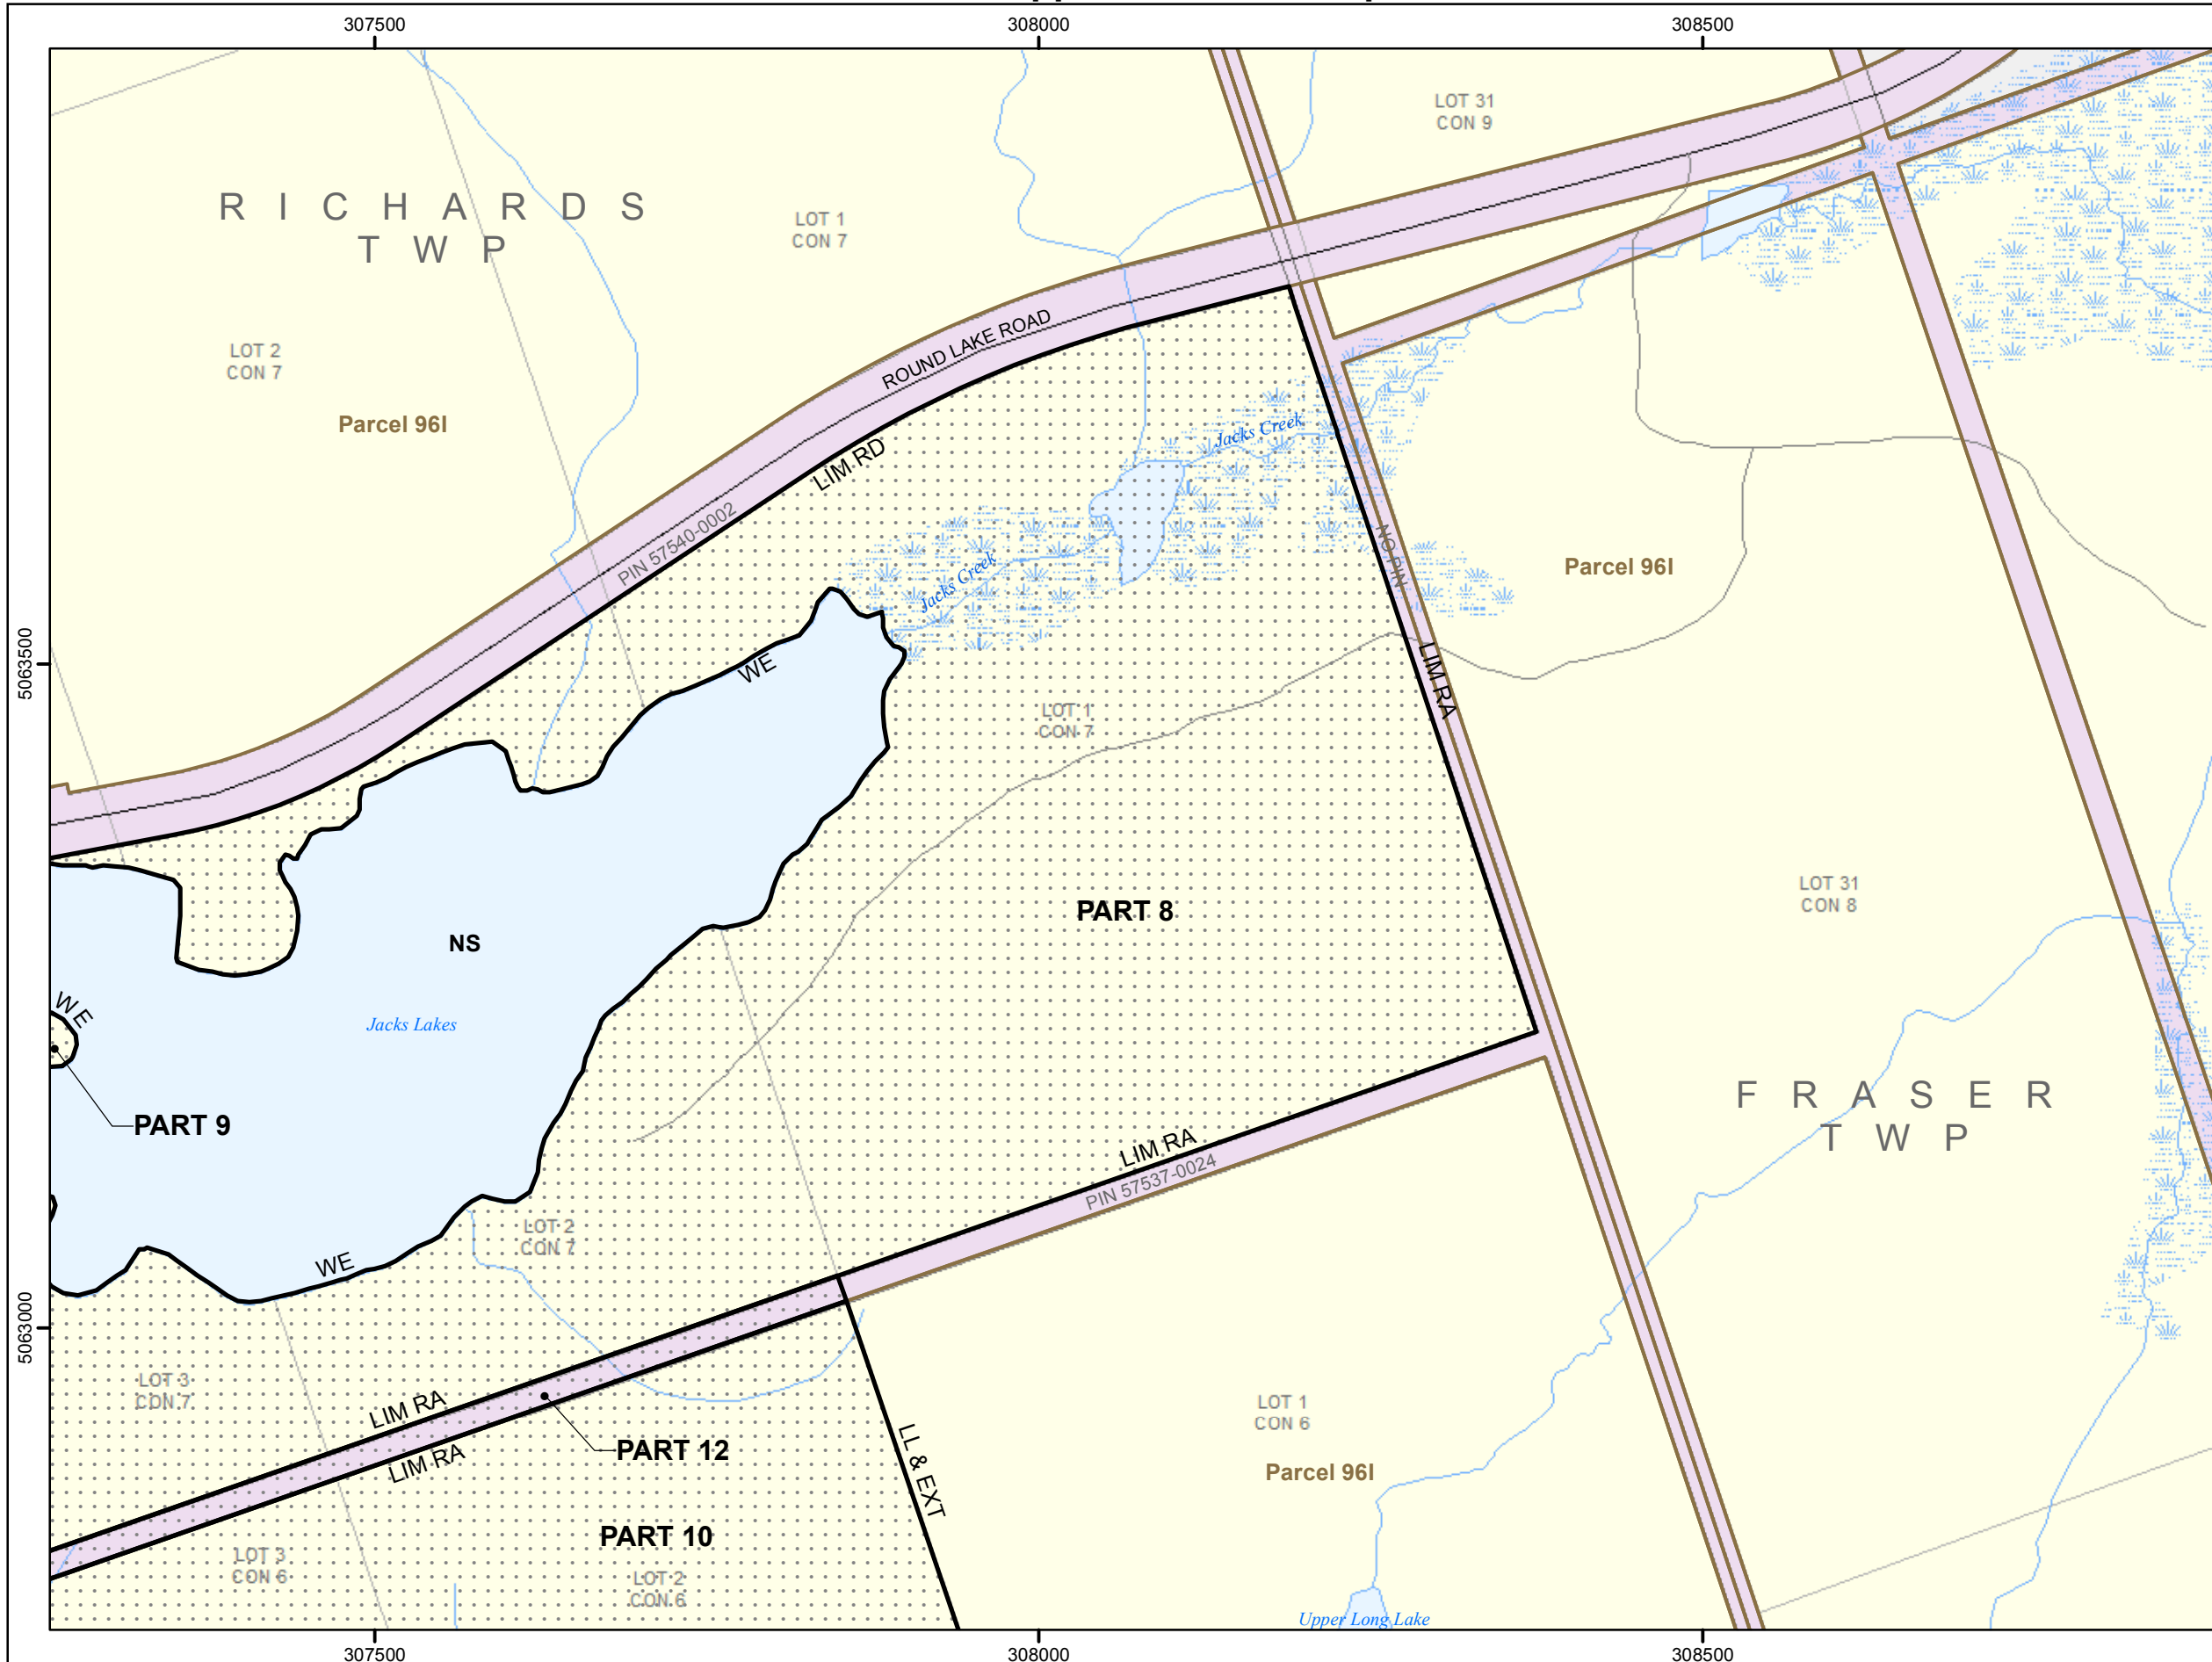 307500
308000
308500
LOT 31
CON 9
R I C H A R D S
T W P
LOT 1
CON 7
ROUND LAKE ROAD
LOT 2
CON 7
Parcel 96I
Jacks Creek
LIM RD
PIN 57540-0002
NO PIN
Jacks Creek
Parcel 96I
5063500
WE
LIM RA
LOT 1
CON 7
LOT 31
CON 8
PART 8
NS
WE
Jacks Lakes
F R A S E R
T W P
PART 9
LIM RA
PIN 57537-0024
LOT 2
CON 7
WE
5063000
LOT 3
CON 7
LIM RA
LIM RA
LOT 1
CON 6
PART 12
LL & EXT
Parcel 96I
PART 10
LOT 3
CON 6
LOT 2
CON 6
Upper Long Lake
307500
308000
308500